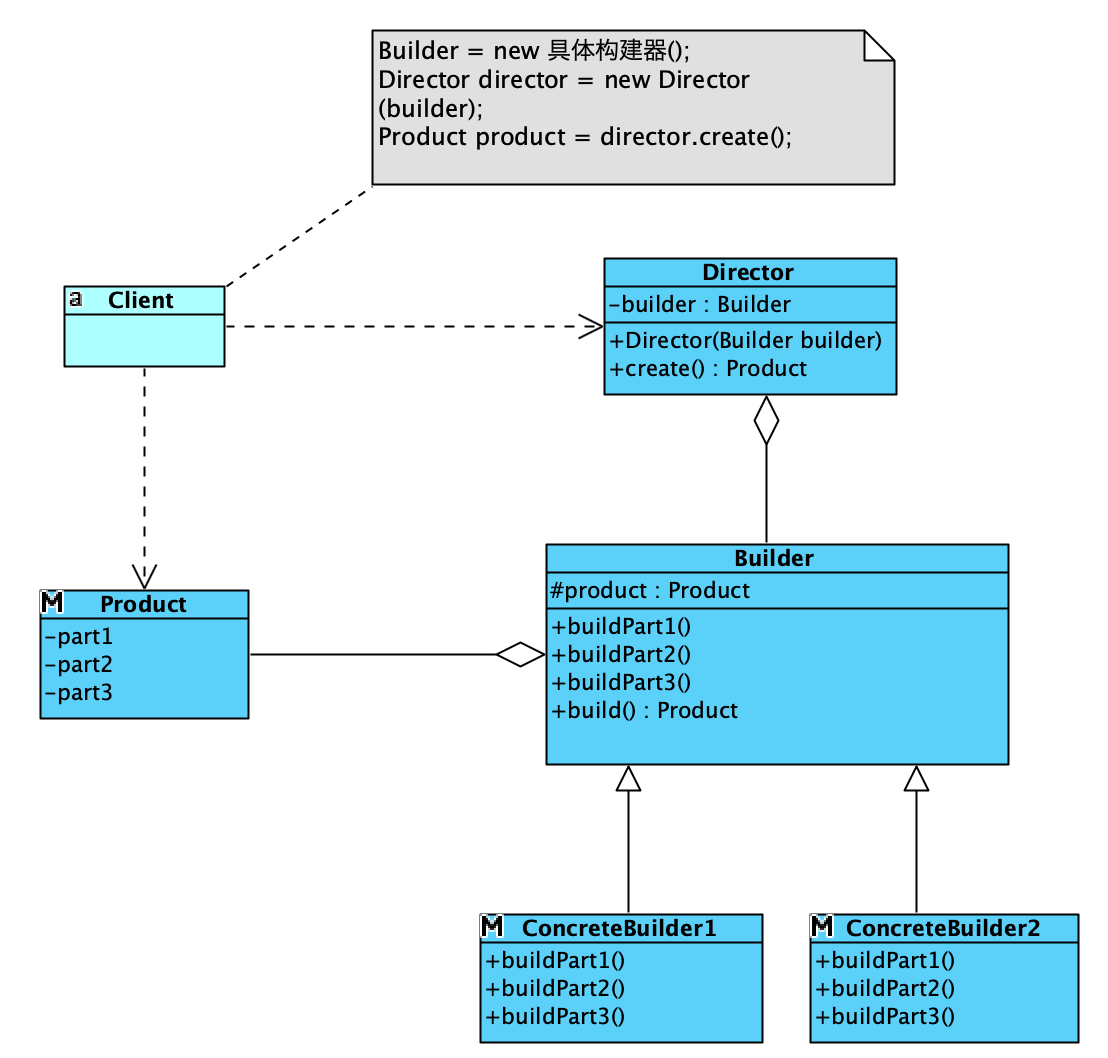 Builder = new 具体构建器();
Director director = new Director
(builder);
Product product = director.create();
Client
Director
-builder : Builder
+Director(Builder builder)
+create() : Product
Product
-part1
-part2
-part3
Builder
#product : Product
+buildPart1()
+buildPart2()
+buildPart3()
+build() : Product
ConcreteBuilder1
+buildPart1()
+buildPart2()
+buildPart3()
ConcreteBuilder2
+buildPart1()
+buildPart2()
+buildPart3()